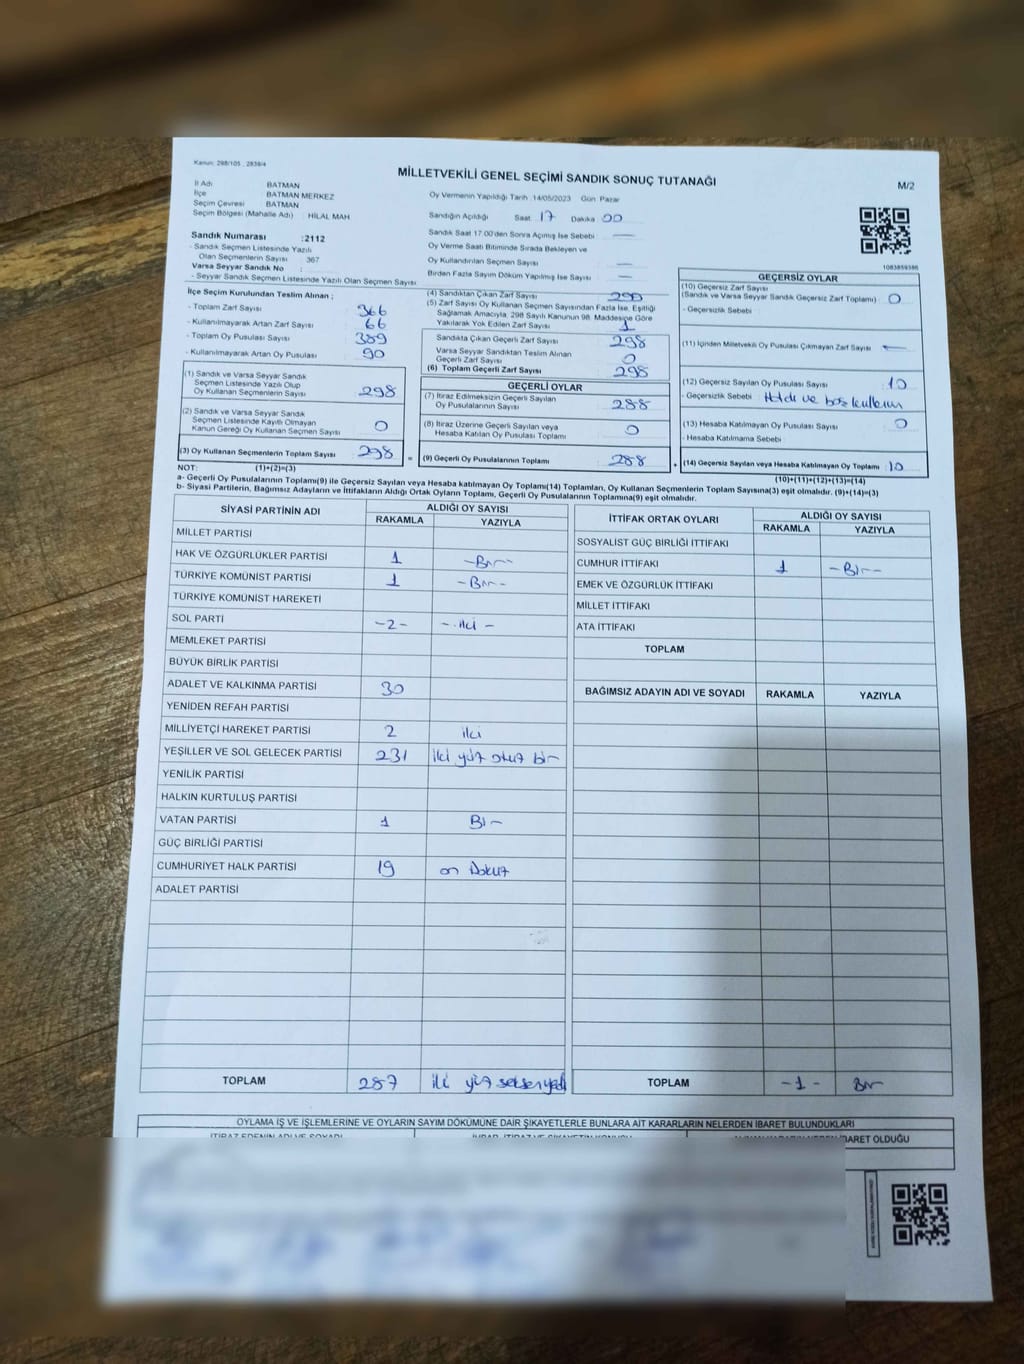 Kanun: 298/105 , 2839/4
MİLLETVEKİLİ GENEL SEÇİMİ SANDIK SONUÇ TUTANAĞI
M/2
İl Adı BATMAN
İlçe BATMAN MERKEZ
Seçim Çevresi BATMAN
Seçim Bölgesi (Mahalle Adı) : HİLAL MAH
Sandık Numarası :2112
- Sandık Seçmen Listesinde Yazılı
Olan Seçmenlerin Sayısı : 367
Varsa Seyyar Sandık No :
- Seyyar Sandık Seçmen Listesinde Yazılı Olan Seçmen Sayısı
Oy Vermenin Yapıldığı Tarih 14/05/2023 Gün Pazar
Sandığın Açıldığı Saat 17 Dakika 00
Sandık Saat 17.00'den Sonra Açılmış İse Sebebi : —
Oy Verme Saati Bitiminde Sırada Bekleyen ve
Oy Kullandırılan Seçmen Sayısı —
Birden Fazla Sayım Döküm Yapılmış İse Sayısı —
1083859386
İlçe Seçim Kurulundan Teslim Alınan ;
- Toplam Zarf Sayısı 366
- Kullanılmayarak Artan Zarf Sayısı 66
- Toplam Oy Pusulası Sayısı 389
- Kullanılmayarak Artan Oy Pusulası 90
(1) Sandık ve Varsa Seyyar Sandık
Seçmen Listesinde Yazılı Olup
Oy Kullanan Seçmenlerin Sayısı 298
(2) Sandık ve Varsa Seyyar Sandık
Seçmen Listesinde Kayıtlı Olmayan
Kanun Gereği Oy Kullanan Seçmen Sayısı 0
(3) Oy Kullanan Seçmenlerin Toplam Sayısı 298
(4) Sandıktan Çıkan Zarf Sayısı
(5) Zarf Sayısı Oy Kullanan Seçmen Sayısından Fazla İse, Eşitliği
Sağlamak Amacıyla, 298 Sayılı Kanunun 98. Maddesine Göre
Yakılarak Yok Edilen Zarf Sayısı 1
Sandıkta Çıkan Geçerli Zarf Sayısı 298
Varsa Seyyar Sandıktan Teslim Alınan
Geçerli Zarf Sayısı 0
(6) Toplam Geçerli Zarf Sayısı 298
GEÇERLİ OYLAR
(7) İtiraz Edilmeksizin Geçerli Sayılan
Oy Pusulalarının Sayısı 288
(8) İtiraz Üzerine Geçerli Sayılan veya
Hesaba Katılan Oy Pusulası Toplamı 0
= (9) Geçerli Oy Pusulalarının Toplamı 288
GEÇERSİZ OYLAR
(10) Geçersiz Zarf Sayısı
(Sandık ve Varsa Seyyar Sandık Geçersiz Zarf Toplamı) 0
- Geçersizlik Sebebi :
(11) İçinden Milletvekili Oy Pusulası Çıkmayan Zarf Sayısı —
(12) Geçersiz Sayılan Oy Pusulası Sayısı : 10
- Geçersizlik Sebebi Hatalı ve boş kullanım
(13) Hesaba Katılmayan Oy Pusulası Sayısı : 0
- Hesaba Katılmama Sebebi :
+ (14) Geçersiz Sayılan veya Hesaba Katılmayan Oy Toplamı : 10
NOT: (1)+(2)=(3) (10)+(11)+(12)+(13)=(14)
a- Geçerli Oy Pusulalarının Toplamı(9) ile Geçersiz Sayılan veya Hesaba katılmayan Oy Toplamı(14) Toplamları, Oy Kullanan Seçmenlerin Toplam Sayısına(3) eşit olmalıdır. (9)+(14)=(3)
b- Siyasi Partilerin, Bağımsız Adayların ve İttifakların Aldığı Ortak Oyların Toplamı, Geçerli Oy Pusulalarının Toplamına(9) eşit olmalıdır.
SİYASİ PARTİNİN ADI ALDIĞI OY SAYISI
RAKAMLA YAZIYLA
MİLLET PARTİSİ
HAK VE ÖZGÜRLÜKLER PARTİSİ 1 -Bir-
TÜRKİYE KOMÜNİST PARTİSİ 1 -Bir-
TÜRKİYE KOMÜNİST HAREKETİ
SOL PARTİ -2- - iki -
MEMLEKET PARTİSİ
BÜYÜK BİRLİK PARTİSİ
ADALET VE KALKINMA PARTİSİ 30
YENİDEN REFAH PARTİSİ
MİLLİYETÇİ HAREKET PARTİSİ 2 iki
YEŞİLLER VE SOL GELECEK PARTİSİ 231 iki yüz otuz bir
YENİLİK PARTİSİ
HALKIN KURTULUŞ PARTİSİ
VATAN PARTİSİ 1 Bir
GÜÇ BİRLİĞİ PARTİSİ
CUMHURİYET HALK PARTİSİ 19 on Dokuz
ADALET PARTİSİ
TOPLAM 287 iki yüz seksen yedi
İTTİFAK ORTAK OYLARI ALDIĞI OY SAYISI
RAKAMLA YAZIYLA
SOSYALİST GÜÇ BİRLİĞİ İTTİFAKI
CUMHUR İTTİFAKI 1 -Bir-
EMEK VE ÖZGÜRLÜK İTTİFAKI
MİLLET İTTİFAKI
ATA İTTİFAKI
TOPLAM
BAĞIMSIZ ADAYIN ADI VE SOYADI RAKAMLA YAZIYLA
TOPLAM -1- Bir
OYLAMA İŞ VE İŞLEMLERİNE VE OYLARIN SAYIM DÖKÜMÜNE DAİR ŞİKAYETLERLE BUNLARA AİT KARARLARIN NELERDEN İBARET BULUNDUKLARI
İTİRAZ EDENİN ADI VE SOYADI
İBARET OLDUĞU